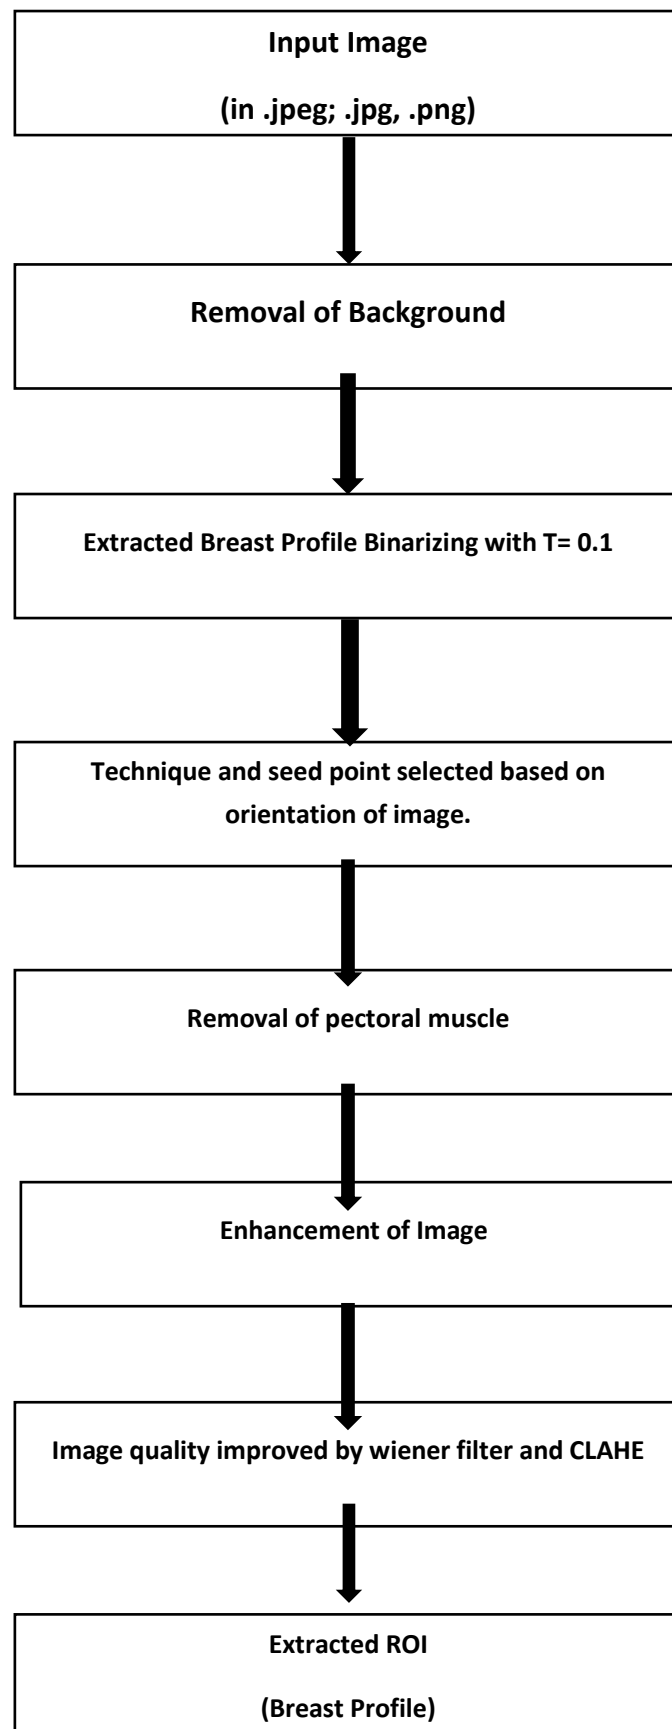 Input Image
(in .jpeg; .jpg, .png)
Removal of Background
Extracted Breast Profile Binarizing with T= 0.1
Technique and seed point selected based on
orientation of image.
Removal of pectoral muscle
Enhancement of Image
Image quality improved by wiener filter and CLAHE
Extracted ROI
(Breast Profile)